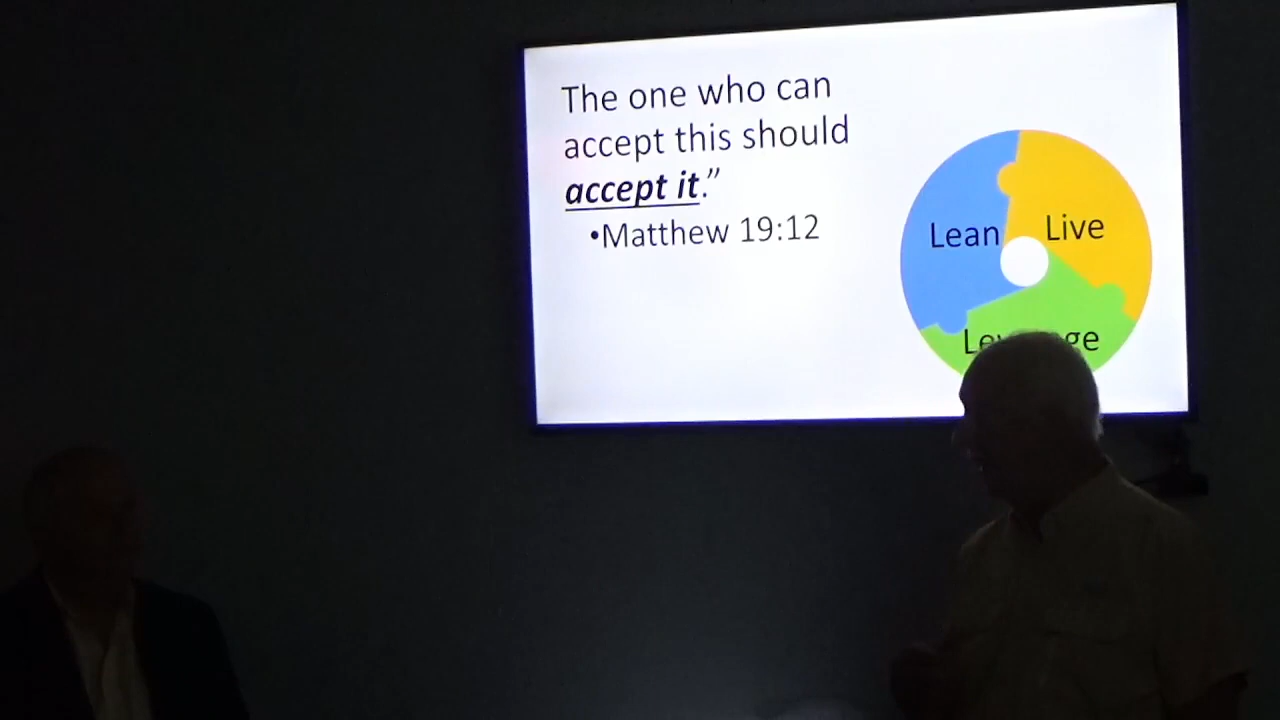 The one who can
accept this should
accept it.”
•Matthew 19:12
Lean
Live